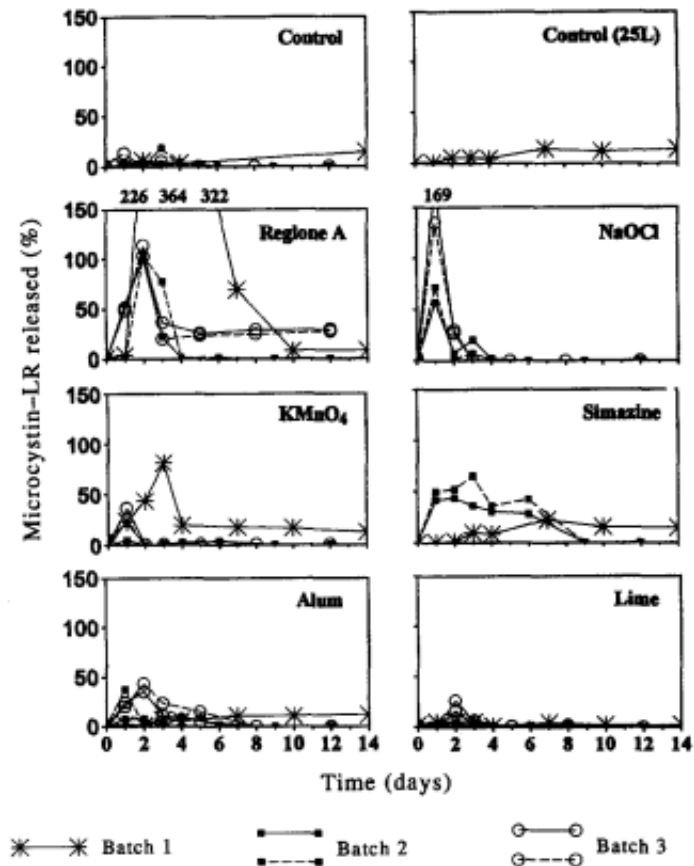 150
100
50
0
Control
Control (25L)
226 364 322
169
150
100
50
0
Reglone A
NaOCl
150
100
50
0
KMnO₄
Simazine
150
100
50
0
Alum
Lime
0 2 4 6 8 10 12 14
0 2 4 6 8 10 12 14
Microcystin-LR released (%)
Time (days)
Batch 1
Batch 2
Batch 3